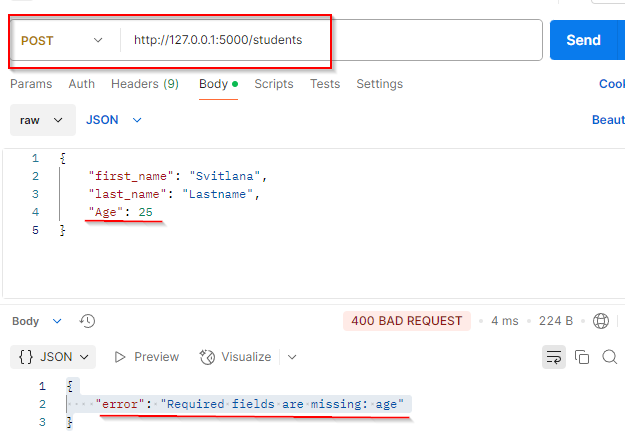 POST http://127.0.0.1:5000/students Send
Params Auth Headers (9) Body Scripts Tests Settings Cool
raw JSON Beaut
1 {
2 "first_name": "Svitlana",
3 "last_name": "Lastname",
4 "Age": 25
5 }
Body 400 BAD REQUEST • 4 ms • 224 B
{} JSON Preview Visualize
1 {
2 "error": "Required fields are missing: age"
3 }